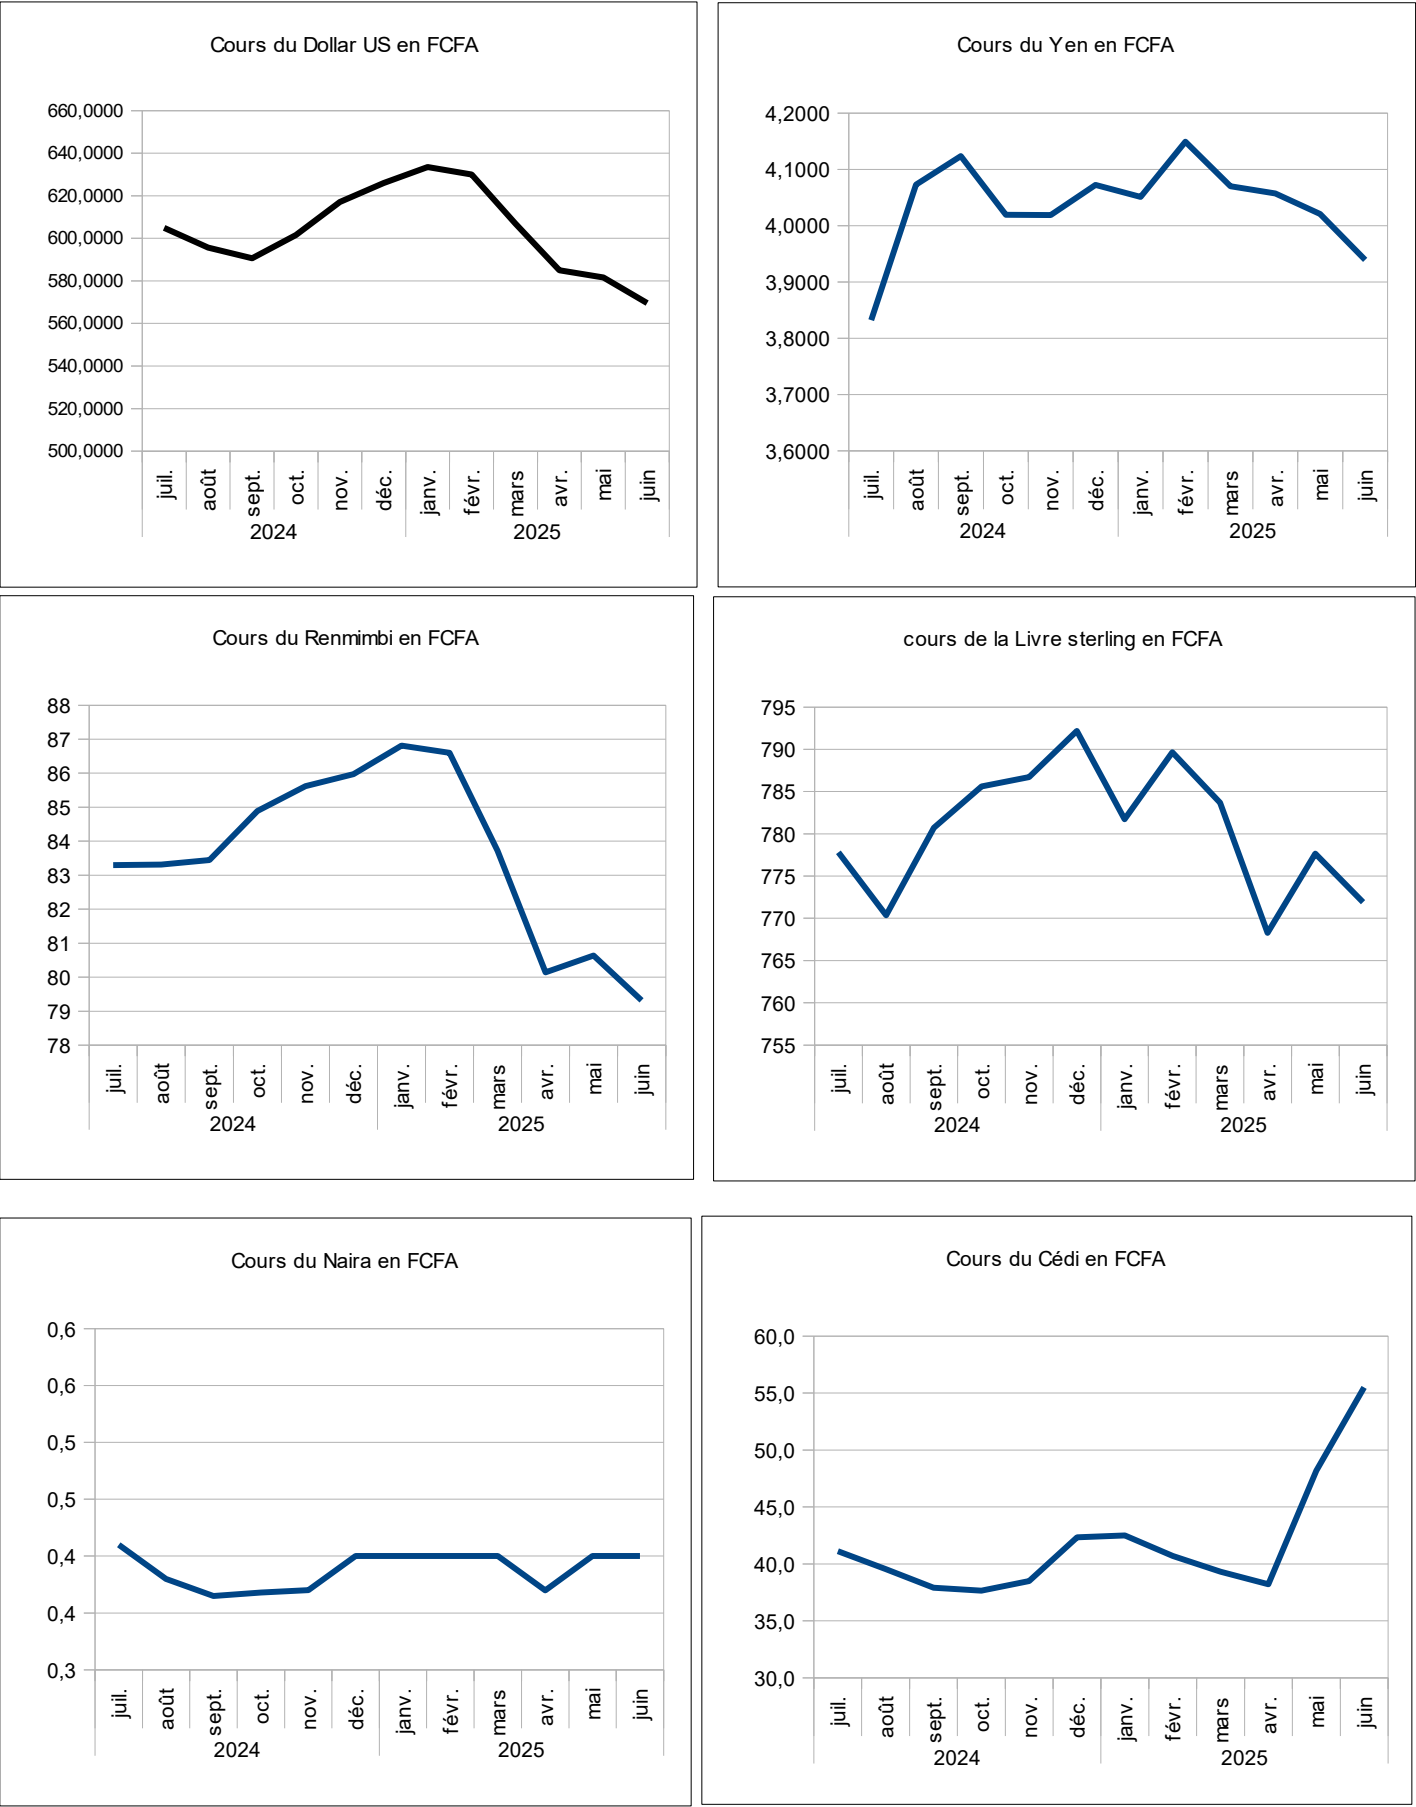 Cours du Dollar US en FCFA
660,0000
640,0000
620,0000
600,0000
580,0000
560,0000
540,0000
520,0000
500,0000
juil.
août
sept.
oct.
nov.
déc.
janv.
févr.
mars
avr.
mai
juin
2024
2025
Cours du Yen en FCFA
4,2000
4,1000
4,0000
3,9000
3,8000
3,7000
3,6000
juil.
août
sept.
oct.
nov.
déc.
janv.
févr.
mars
avr.
mai
juin
2024
2025
Cours du Renmimbi en FCFA
88
87
86
85
84
83
82
81
80
79
78
juil.
août
sept.
oct.
nov.
déc.
janv.
févr.
mars
avr.
mai
juin
2024
2025
cours de la Livre sterling en FCFA
795
790
785
780
775
770
765
760
755
juil.
août
sept.
oct.
nov.
déc.
janv.
févr.
mars
avr.
mai
juin
2024
2025
Cours du Naira en FCFA
0,6
0,6
0,5
0,5
0,4
0,4
0,3
juil.
août
sept.
oct.
nov.
déc.
janv.
févr.
mars
avr.
mai
juin
2024
2025
Cours du Cédi en FCFA
60,0
55,0
50,0
45,0
40,0
35,0
30,0
juil.
août
sept.
oct.
nov.
déc.
janv.
févr.
mars
avr.
mai
juin
2024
2025